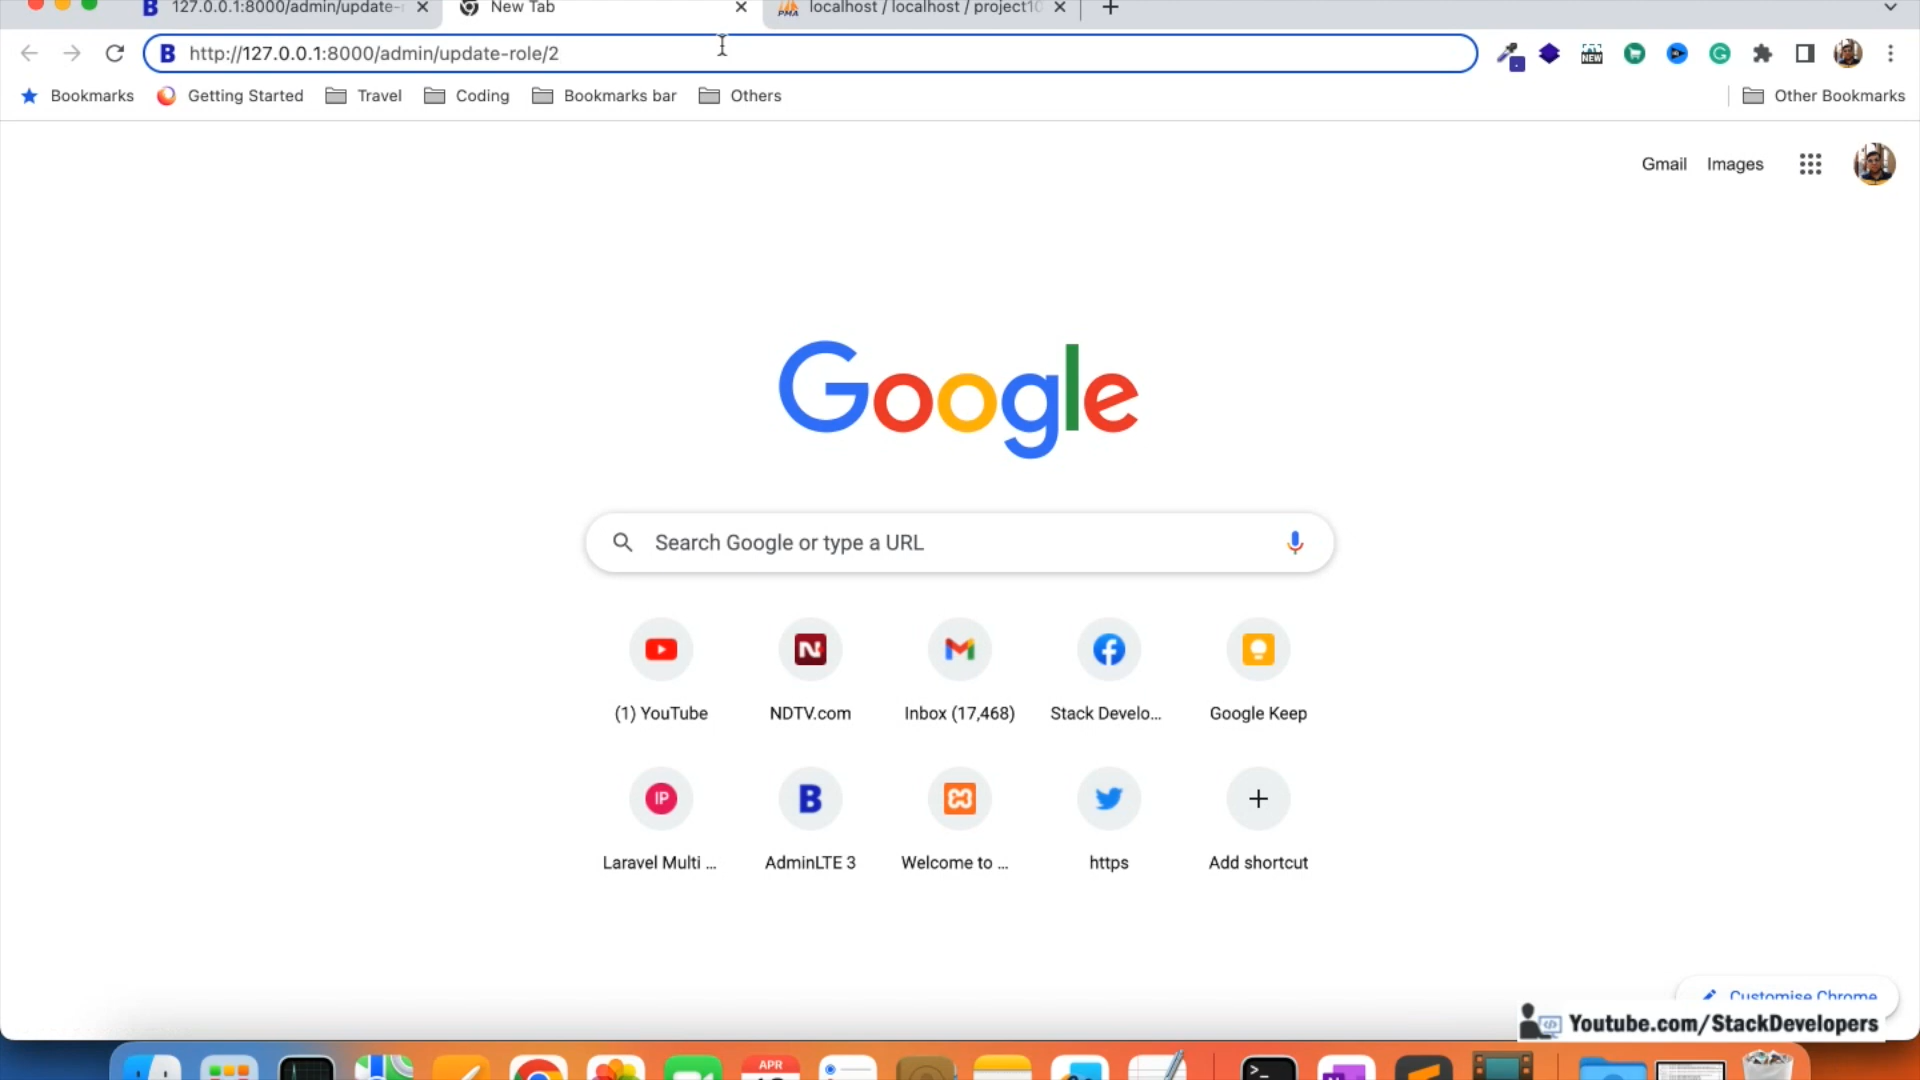 127.0.0.1:8000/admin/update-r
New Tab
localhost / localhost / project10
http://127.0.0.1:8000/admin/update-role/2
Bookmarks
Getting Started
Travel
Coding
Bookmarks bar
Others
Other Bookmarks
Gmail
Images
Google
Search Google or type a URL
(1) YouTube
NDTV.com
Inbox (17,468)
Stack Develo...
Google Keep
Laravel Multi ...
AdminLTE 3
Welcome to ...
https
Add shortcut
Customise Chrome
Youtube.com/StackDevelopers
APR